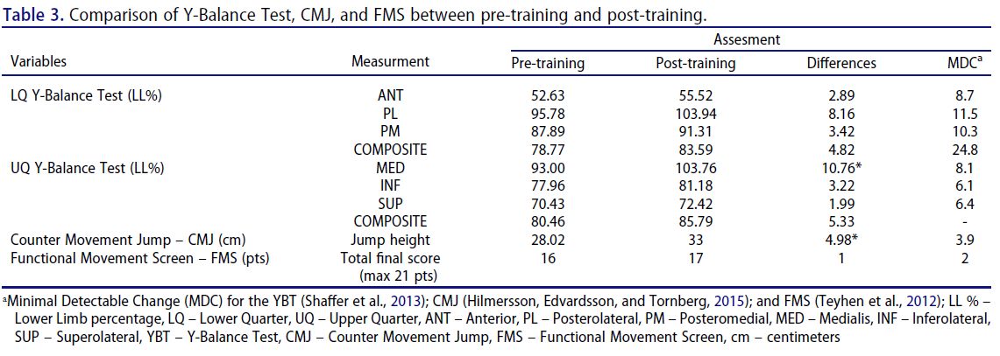 Table 3. Comparison of Y-Balance Test, CMJ, and FMS between pre-training and post-training.
Assesment
Variables Measurment Pre-training Post-training Differences MDCa
LQ Y-Balance Test (LL%) ANT 52.63 55.52 2.89 8.7
PL 95.78 103.94 8.16 11.5
PM 87.89 91.31 3.42 10.3
COMPOSITE 78.77 83.59 4.82 24.8
UQ Y-Balance Test (LL%) MED 93.00 103.76 10.76* 8.1
INF 77.96 81.18 3.22 6.1
SUP 70.43 72.42 1.99 6.4
COMPOSITE 80.46 85.79 5.33 -
Counter Movement Jump – CMJ (cm) Jump height 28.02 33 4.98* 3.9
Functional Movement Screen – FMS (pts) Total final score 16 17 1 2
(max 21 pts)
aMinimal Detectable Change (MDC) for the YBT (Shaffer et al., 2013); CMJ (Hilmersson, Edvardsson, and Tornberg, 2015); and FMS (Teyhen et al., 2012); LL % –
Lower Limb percentage, LQ – Lower Quarter, UQ – Upper Quarter, ANT – Anterior, PL – Posterolateral, PM – Posteromedial, MED – Medialis, INF – Inferolateral,
SUP – Superolateral, YBT – Y-Balance Test, CMJ – Counter Movement Jump, FMS – Functional Movement Screen, cm – centimeters